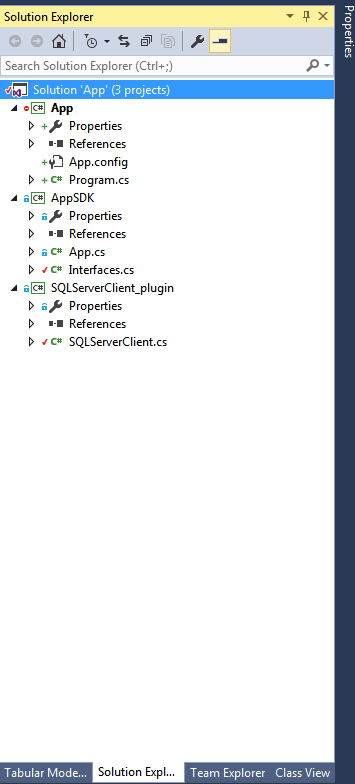 Solution Explorer
Properties
Search Solution Explorer (Ctrl+;)
Solution 'App' (3 projects)
C# App
Properties
References
App.config
C# Program.cs
C# AppSDK
Properties
References
C# App.cs
C# Interfaces.cs
C# SQLServerClient_plugin
Properties
References
C# SQLServerClient.cs
Tabular Mode... Solution Expl... Team Explorer Class View